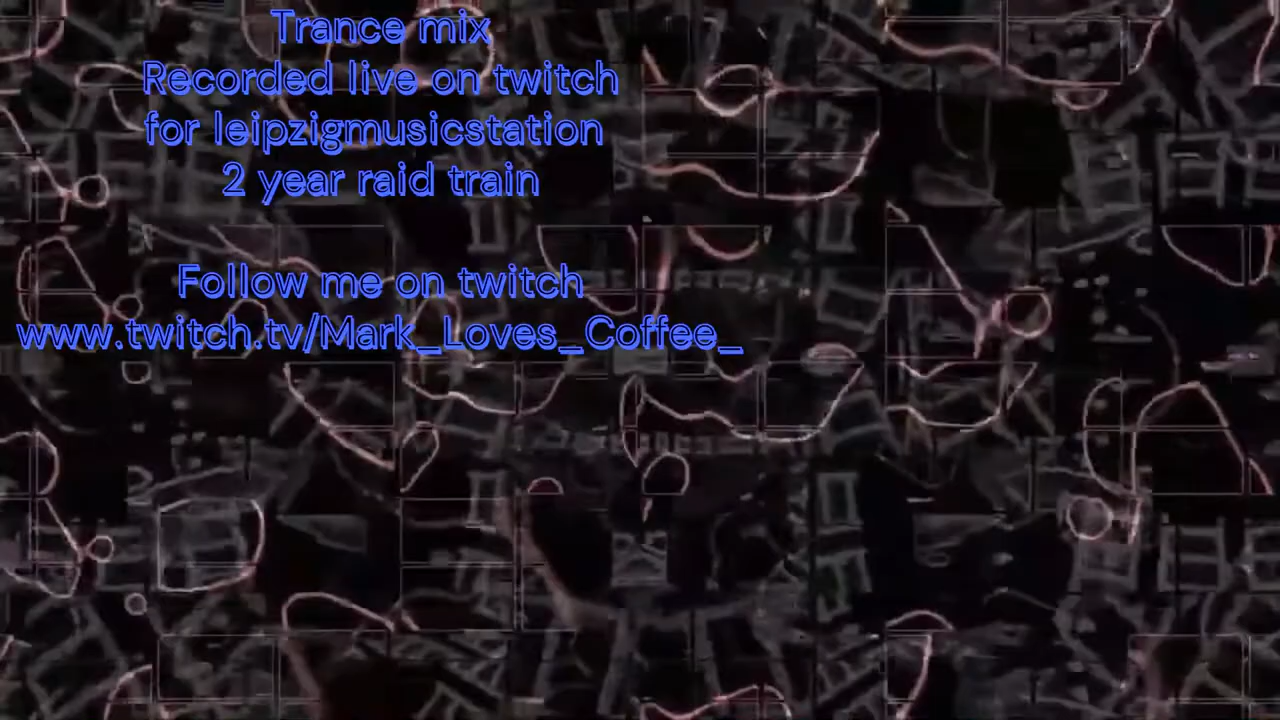 Trance mix
Recorded live on twitch
for leipzigmusicstation
2 year raid train
Follow me on twitch
www.twitch.tv/Mark_Loves_Coffee_